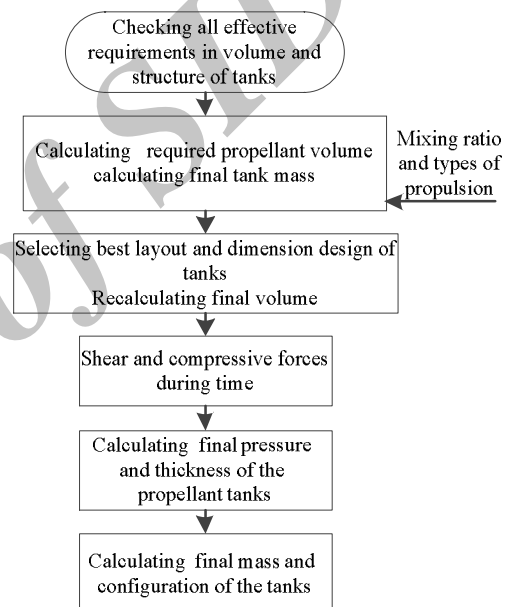 Checking all effective
requirements in volume and
structure of tanks
Calculating required propellant volume
calculating final tank mass
Mixing ratio
and types of
propulsion
Selecting best layout and dimension design of
tanks
Recalculating final volume
Shear and compressive forces
during time
Calculating final pressure
and thickness of the
propellant tanks
Calculating final mass and
configuration of the tanks
of SID